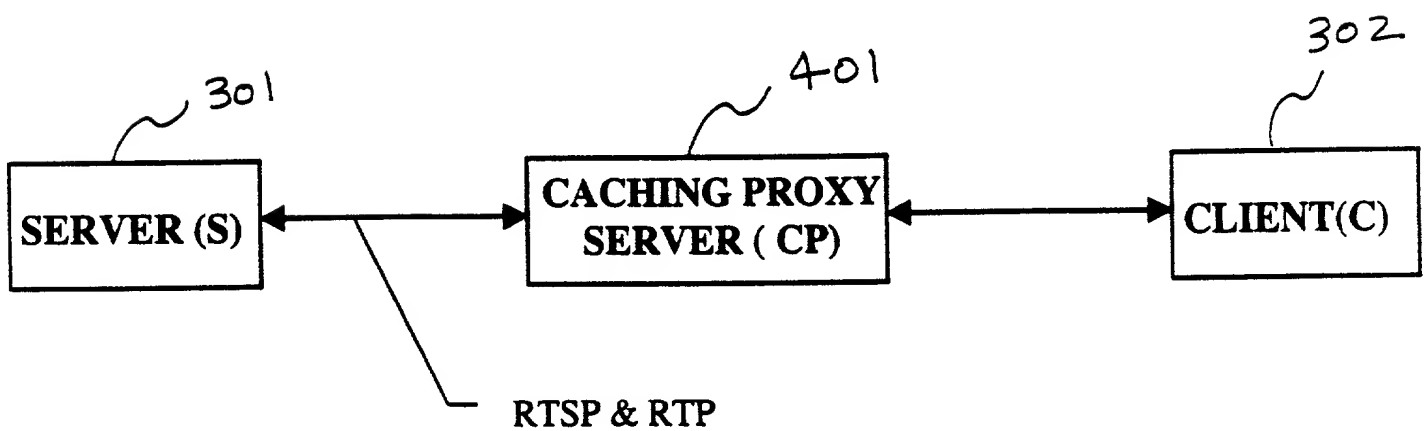 301
401
302
SERVER (S)
CACHING PROXY
SERVER ( CP)
CLIENT(C)
RTSP & RTP